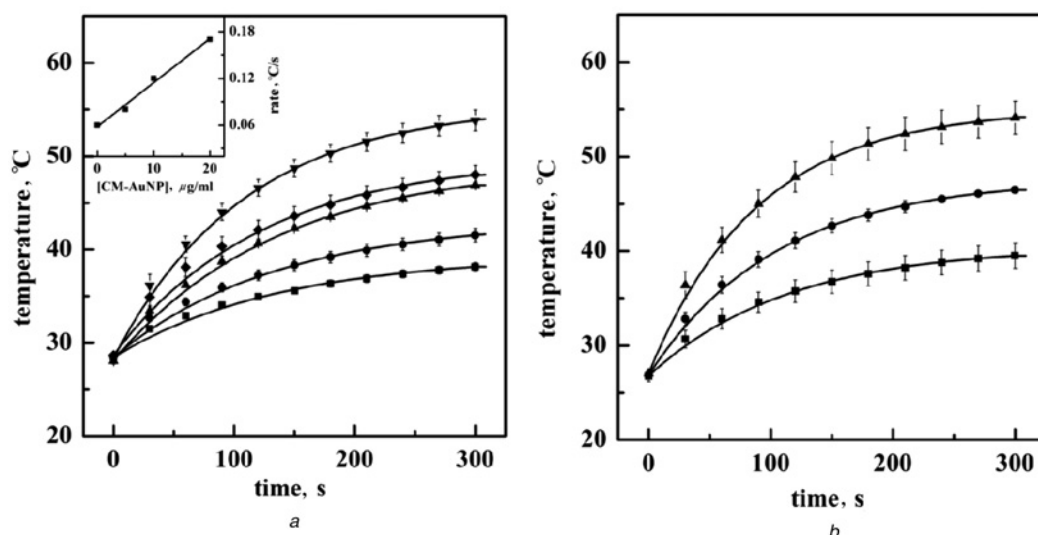 60
50
40
30
20
temperature, °C
0.18
0.12
0.06
rate, °C/s
0 10 20
[CM-AuNP], µg/ml
0 100 200 300
time, s
a
60
50
40
30
20
temperature, °C
0 100 200 300
time, s
b